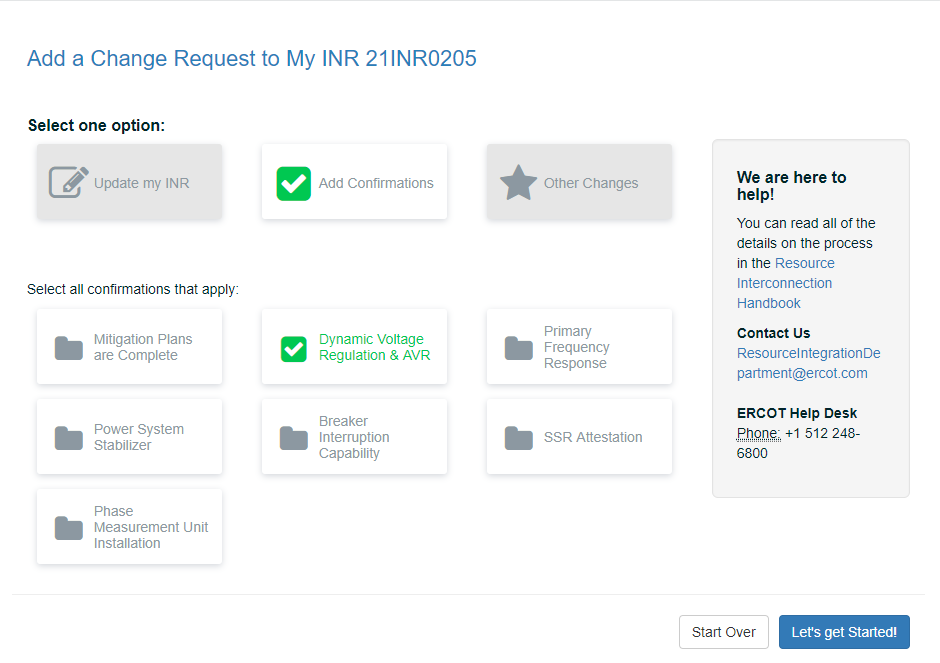 Add a Change Request to My INR 21INR0205
Select one option:
Update my INR
Add Confirmations
Other Changes
Select all confirmations that apply:
Mitigation Plans
are Complete
Dynamic Voltage
Regulation & AVR
Primary
Frequency
Response
Power System
Stabilizer
Breaker
Interruption
Capability
SSR Attestation
Phase
Measurement Unit
Installation
We are here to
help!
You can read all of the
details on the process
in the Resource
Interconnection
Handbook
Contact Us
ResourceIntegrationDe
partment@ercot.com
ERCOT Help Desk
Phone: +1 512 248-
6800
Start Over
Let's get Started!